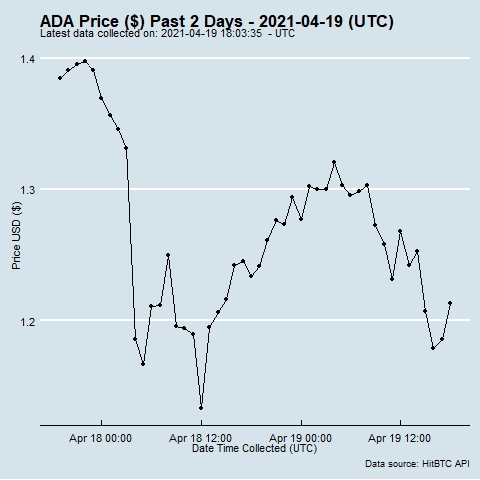 ADA Price ($) Past 2 Days - 2021-04-19 (UTC)
Latest data collected on: 2021-04-19 18:03:35  - UTC
1.4
1.3
1.2
Price USD ($)
Apr 18 00:00 Apr 18 12:00 Apr 19 00:00 Apr 19 12:00
Date Time Collected (UTC)
Data source: HitBTC API